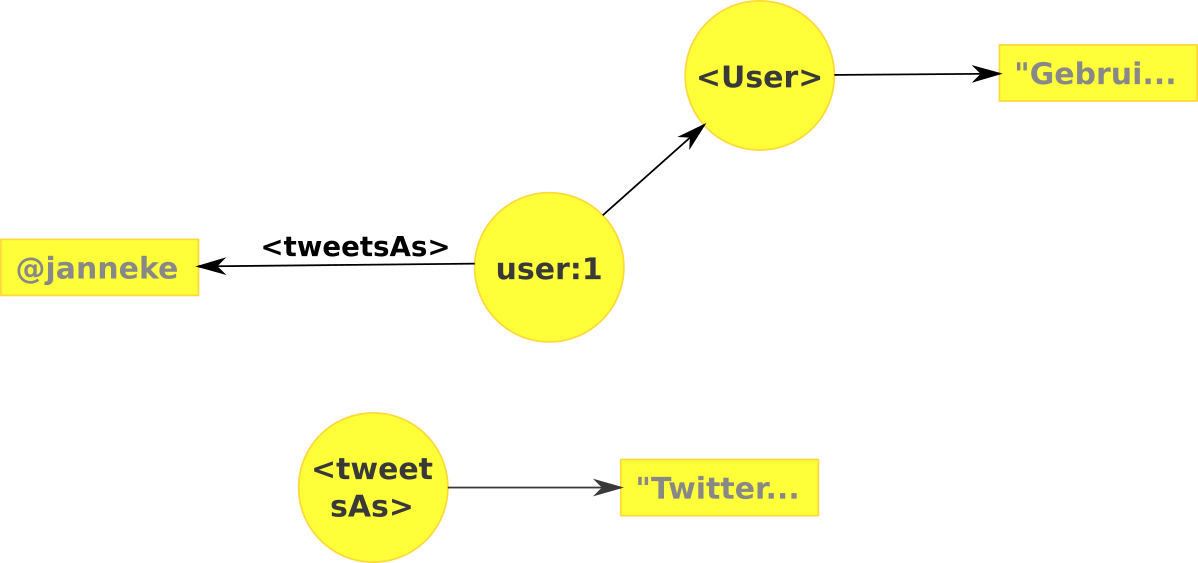 <User>
"Gebrui...
<tweetsAs>
@janneke
user:1
<tweet
sAs>
"Twitter...